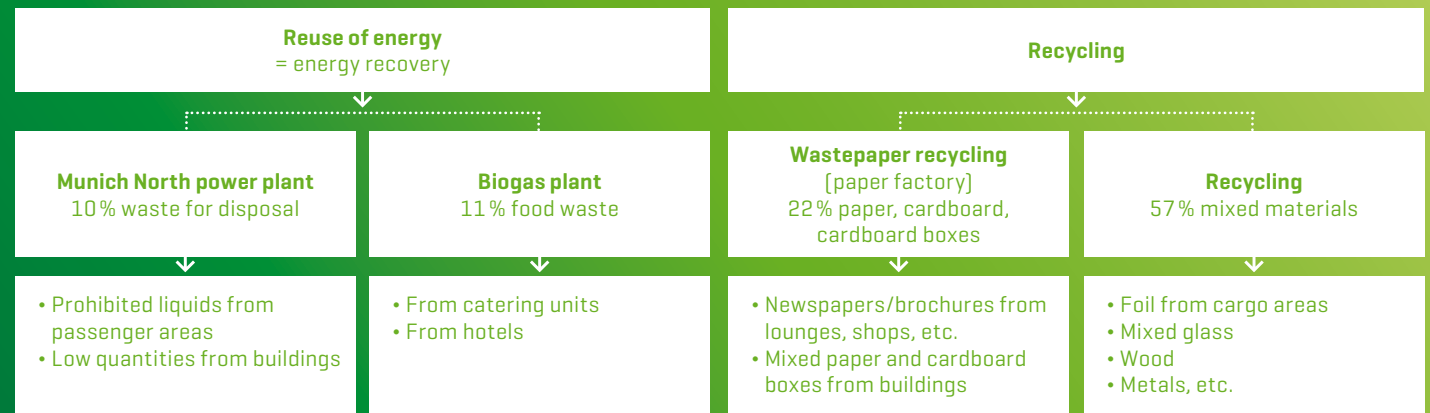 Reuse of energy
= energy recovery
Recycling
Munich North power plant
10 % waste for disposal
Biogas plant
11 % food waste
Wastepaper recycling
(paper factory)
22 % paper, cardboard,
cardboard boxes
Recycling
57 % mixed materials
• Prohibited liquids from
passenger areas
• Low quantities from buildings
• From catering units
• From hotels
• Newspapers/brochures from
lounges, shops, etc.
• Mixed paper and cardboard
boxes from buildings
• Foil from cargo areas
• Mixed glass
• Wood
• Metals, etc.